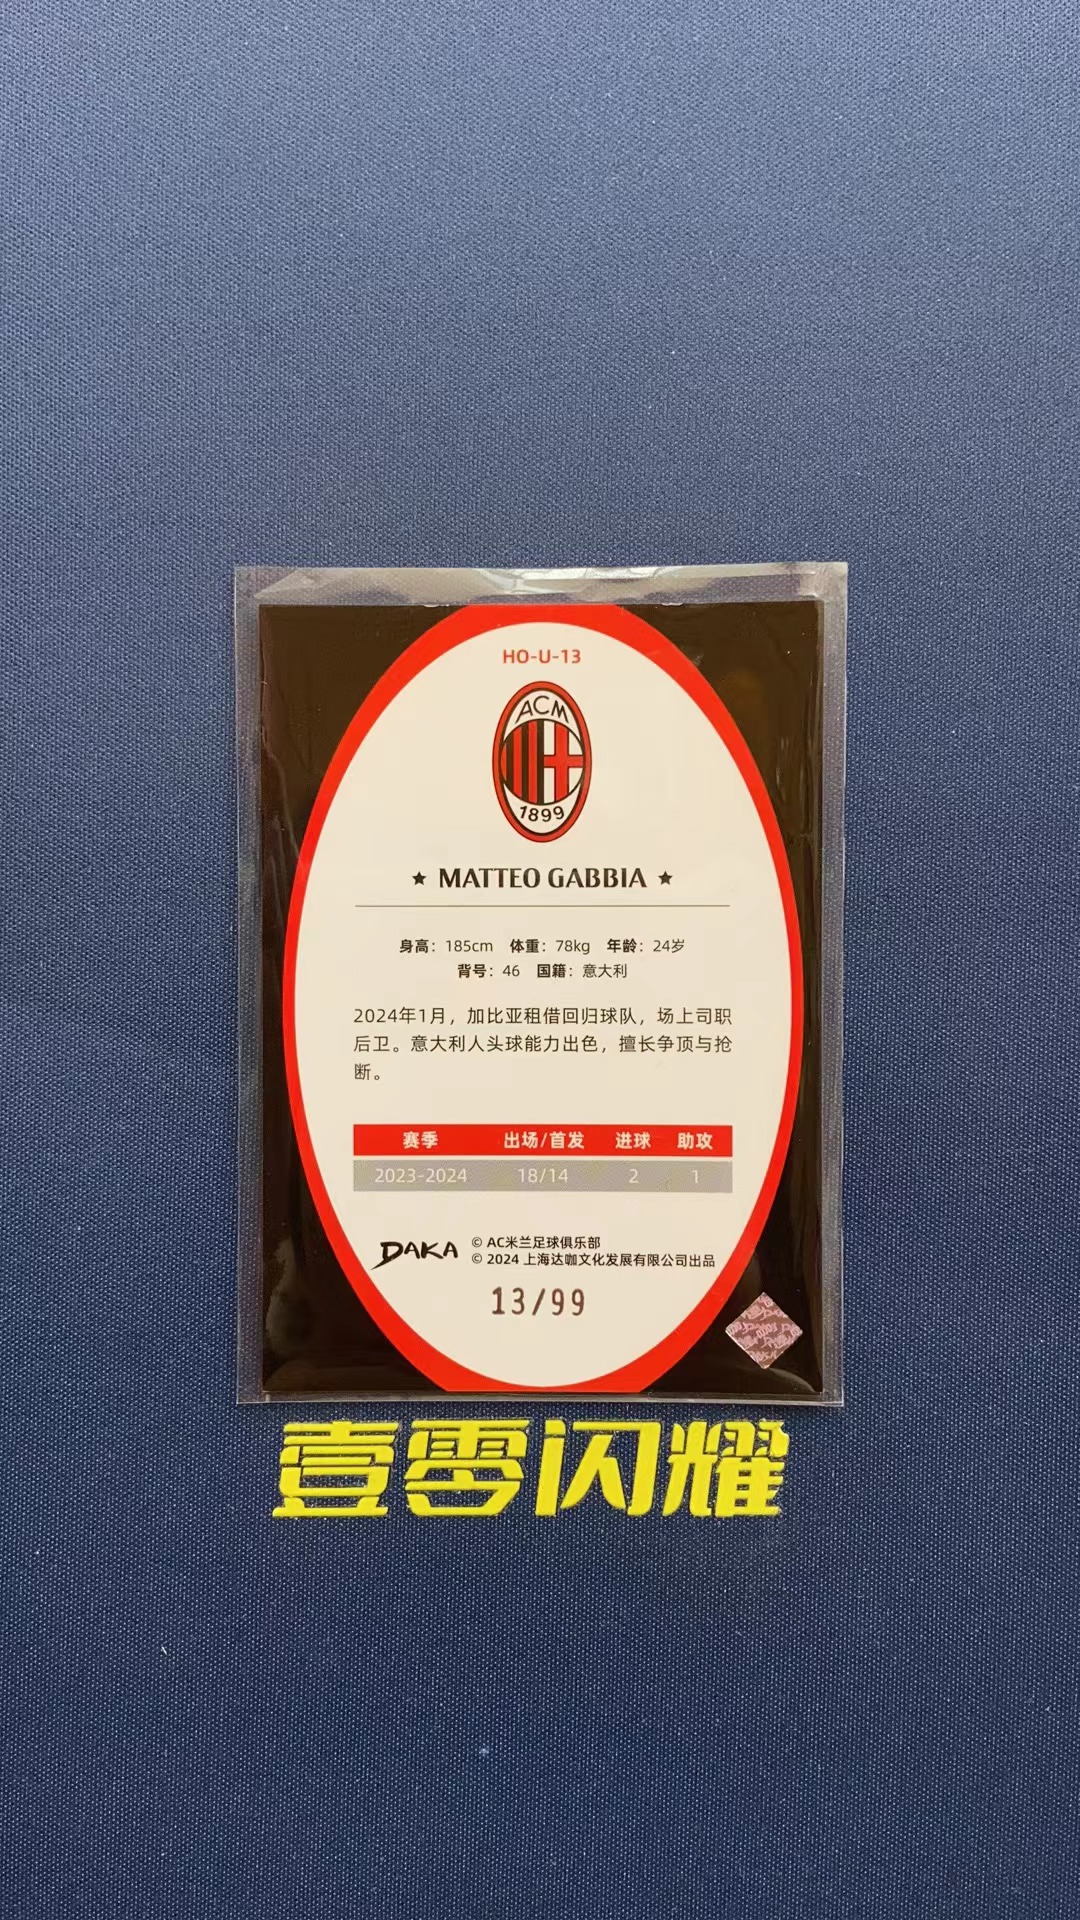 HO-U-13
ACM
1899
★ MATTEO GABBIA ★
身高：185cm 体重：78kg 年龄：24岁
背号：46 国籍：意大利
2024年1月，加比亚租借回归球队，场上司职
后卫。意大利人头球能力出色，擅长争顶与抢
断。
赛季 出场/首发 进球 助攻
2023-2024 18/14 2 1
DAKA
© AC米兰足球俱乐部
© 2024 上海达咖文化发展有限公司出品
13/99
壹零闪耀